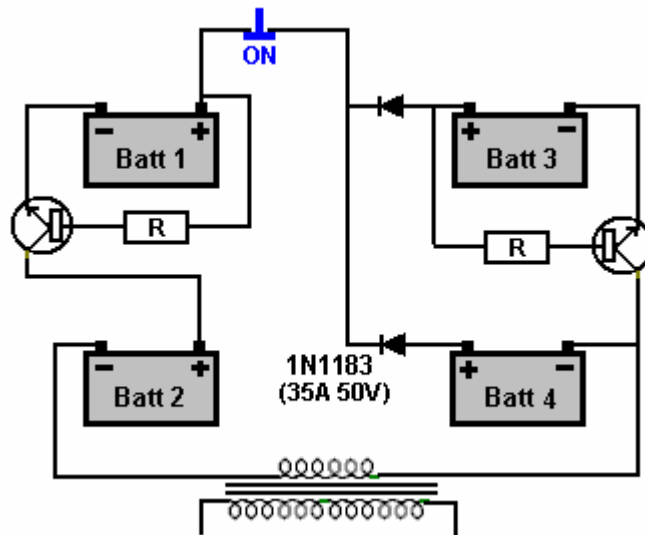 ON
- +
Batt 1
+ -
Batt 3
R
R
- +
Batt 2
1N1183
(35A 50V)
+ -
Batt 4